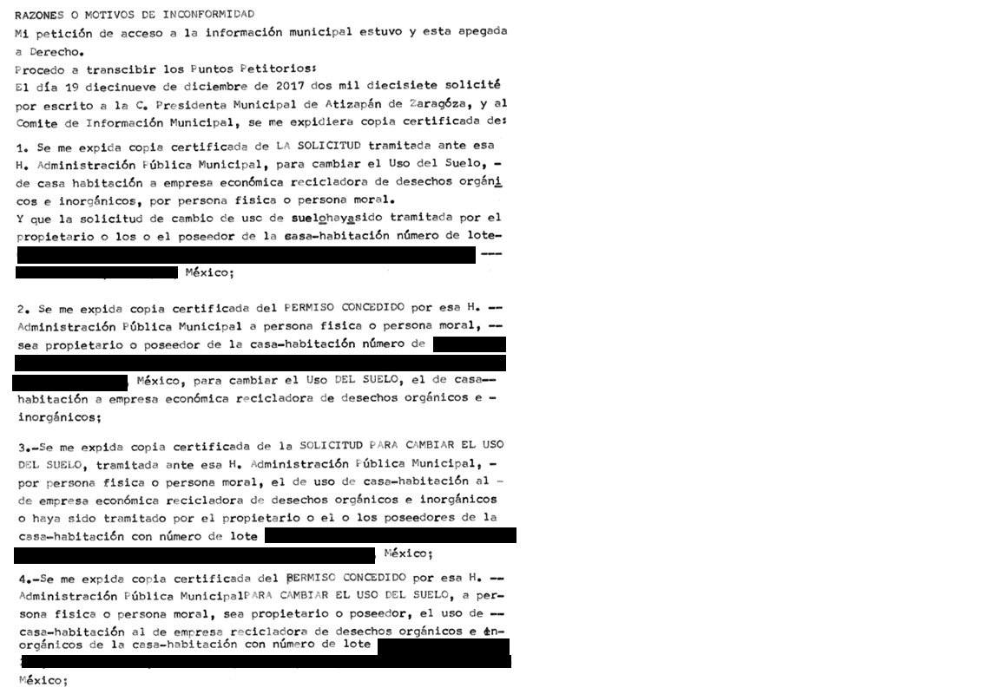 RAZONES O MOTIVOS DE INCONFORMIDAD
Mi petición de acceso a la información municipal estuvo y esta apegada
a Derecho.
Procedo a transcibir los Puntos Petitorios:
El día 19 diecinueve de diciembre de 2017 dos mil diecisiete solicité
por escrito a la C. Presidenta Municipal de Atizapán de Zaragóza, y al
Comite de Información Municipal, se me expidiera copia certificada de:
1. Se me expida copia certificada de LA SOLICITUD tramitada ante esa
H. Administración Pública Municipal, para cambiar el Uso del Suelo, -
de casa habitación a empresa económica recicladora de desechos orgáni
cos e inorgánicos, por persona fisica o persona moral.
Y que la solicitud de cambio de uso de suelohayasido tramitada por el
propietario o los o el poseedor de la casa-habitación número de lote-
---
México;
2. Se me expida copia certificada del PERMISO CONCEDIDO por esa H. --
Administración Pública Municipal a persona fisica o persona moral, --
sea propietario o poseedor de la casa-habitación número de
México, para cambiar el Uso DEL SUELO, el de casa--
habitación a empresa económica recicladora de desechos orgánicos e -
inorgánicos;
3.-Se me expida copia certificada de la SOLICITUD PARA CAMBIAR EL USO
DEL SUELO, tramitada ante esa H. Administración Pública Municipal, -
por persona fisica o persona moral, el de uso de casa-habitación al -
de empresa económica recicladora de desechos orgánicos e inorgánicos
o haya sido tramitado por el propietario o el o los poseedores de la
casa-habitación con número de lote
México;
4.-Se me expida copia certificada del PERMISO CONCEDIDO por esa H. --
Administración Pública MunicipalPARA CAMBIAR EL USO DEL SUELO, a per-
sona fisica o persona moral, sea propietario o poseedor, el uso de --
casa-habitación al de empresa recicladora de desechos orgánicos e in-
orgánicos de la casa-habitación con número de lote
México;